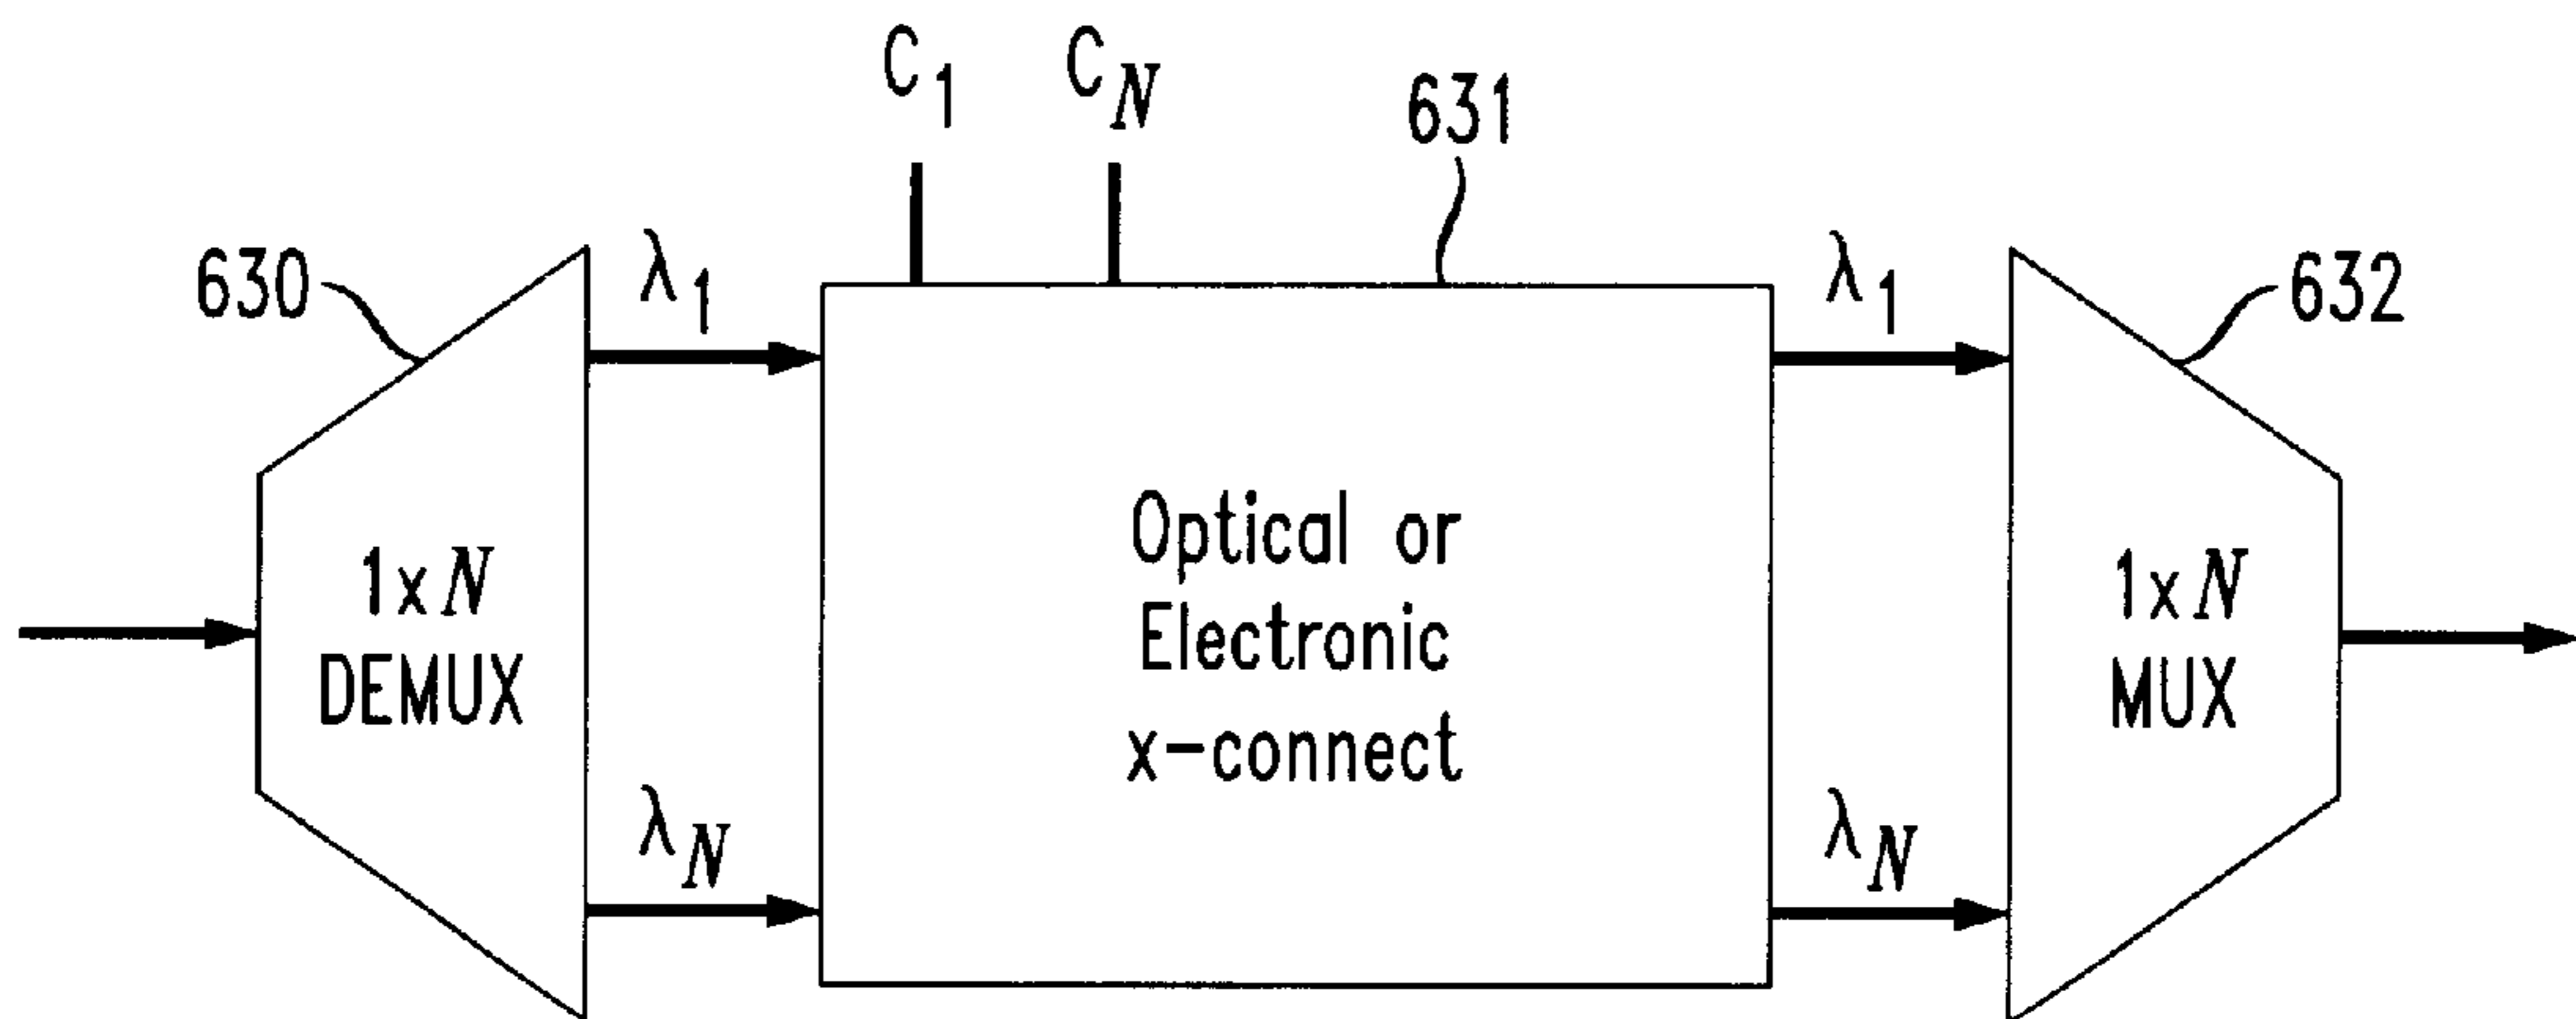 C1
CN
631
630
λ1
λ1
632
1xN
DEMUX
Optical or
Electronic
x-connect
1xN
MUX
λN
λN